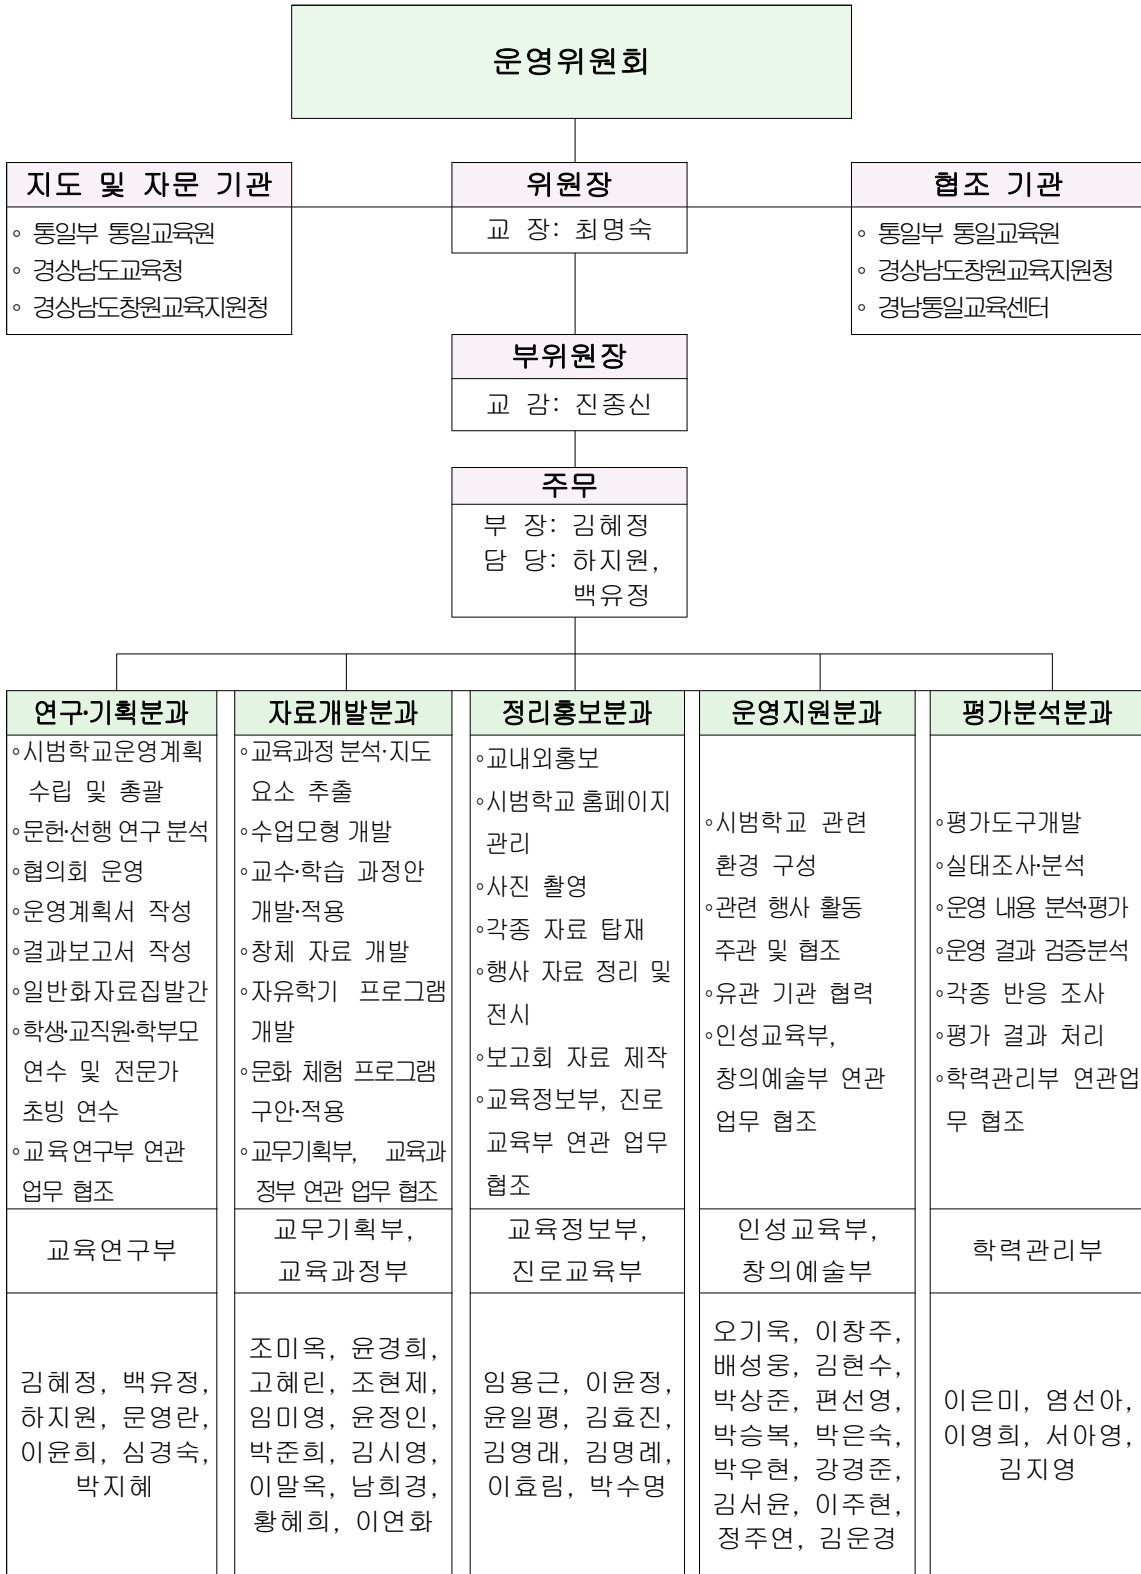 운영위원회
지도 및 자문 기관
◦ 통일부 통일교육원
◦ 경상남도교육청
◦ 경상남도창원교육지원청
위원장
교 장: 최명숙
협조 기관
◦ 통일부 통일교육원
◦ 경상남도창원교육지원청
◦ 경남통일교육센터
부위원장
교 감: 진종신
주무
부 장: 김혜정
담 당: 하지원,
백유정
연구·기획분과
◦시범학교운영계획
수립 및 총괄
◦문헌·선행 연구 분석
◦협의회 운영
◦운영계획서 작성
◦결과보고서 작성
◦일반화자료집발간
◦학생·교직원·학부모
연수 및 전문가
초빙 연수
◦교육연구부 연관
업무 협조
교육연구부
김혜정, 백유정,
하지원, 문영란,
이윤희, 심경숙,
박지혜
자료개발분과
◦교육과정 분석·지도
요소 추출
◦수업모형 개발
◦교수·학습 과정안
개발·적용
◦창체 자료 개발
◦자유학기 프로그램
개발
◦문화 체험 프로그램
구안·적용
◦교무기획부, 교육과
정부 연관 업무 협조
교무기획부,
교육과정부
조미옥, 윤경희,
고혜린, 조현제,
임미영, 윤정인,
박준희, 김시영,
이말옥, 남희경,
황혜희, 이연화
정리홍보분과
◦교내외홍보
◦시범학교 홈페이지
관리
◦사진 촬영
◦각종 자료 탑재
◦행사 자료 정리 및
전시
◦보고회 자료 제작
◦교육정보부, 진로
교육부 연관 업무
협조
교육정보부,
진로교육부
임용근, 이윤정,
윤일평, 김효진,
김영래, 김명례,
이효림, 박수명
운영지원분과
◦시범학교 관련
환경 구성
◦관련 행사 활동
주관 및 협조
◦유관 기관 협력
◦인성교육부,
창의예술부 연관
업무 협조
인성교육부,
창의예술부
오기욱, 이창주,
배성웅, 김현수,
박상준, 편선영,
박승복, 박은숙,
박우현, 강경준,
김서윤, 이주현,
정주연, 김운경
평가분석분과
◦평가도구개발
◦실태조사·분석
◦운영 내용 분석·평가
◦운영 결과 검증·분석
◦각종 반응 조사
◦평가 결과 처리
◦학력관리부 연관업
무 협조
학력관리부
이은미, 염선아,
이영희, 서아영,
김지영